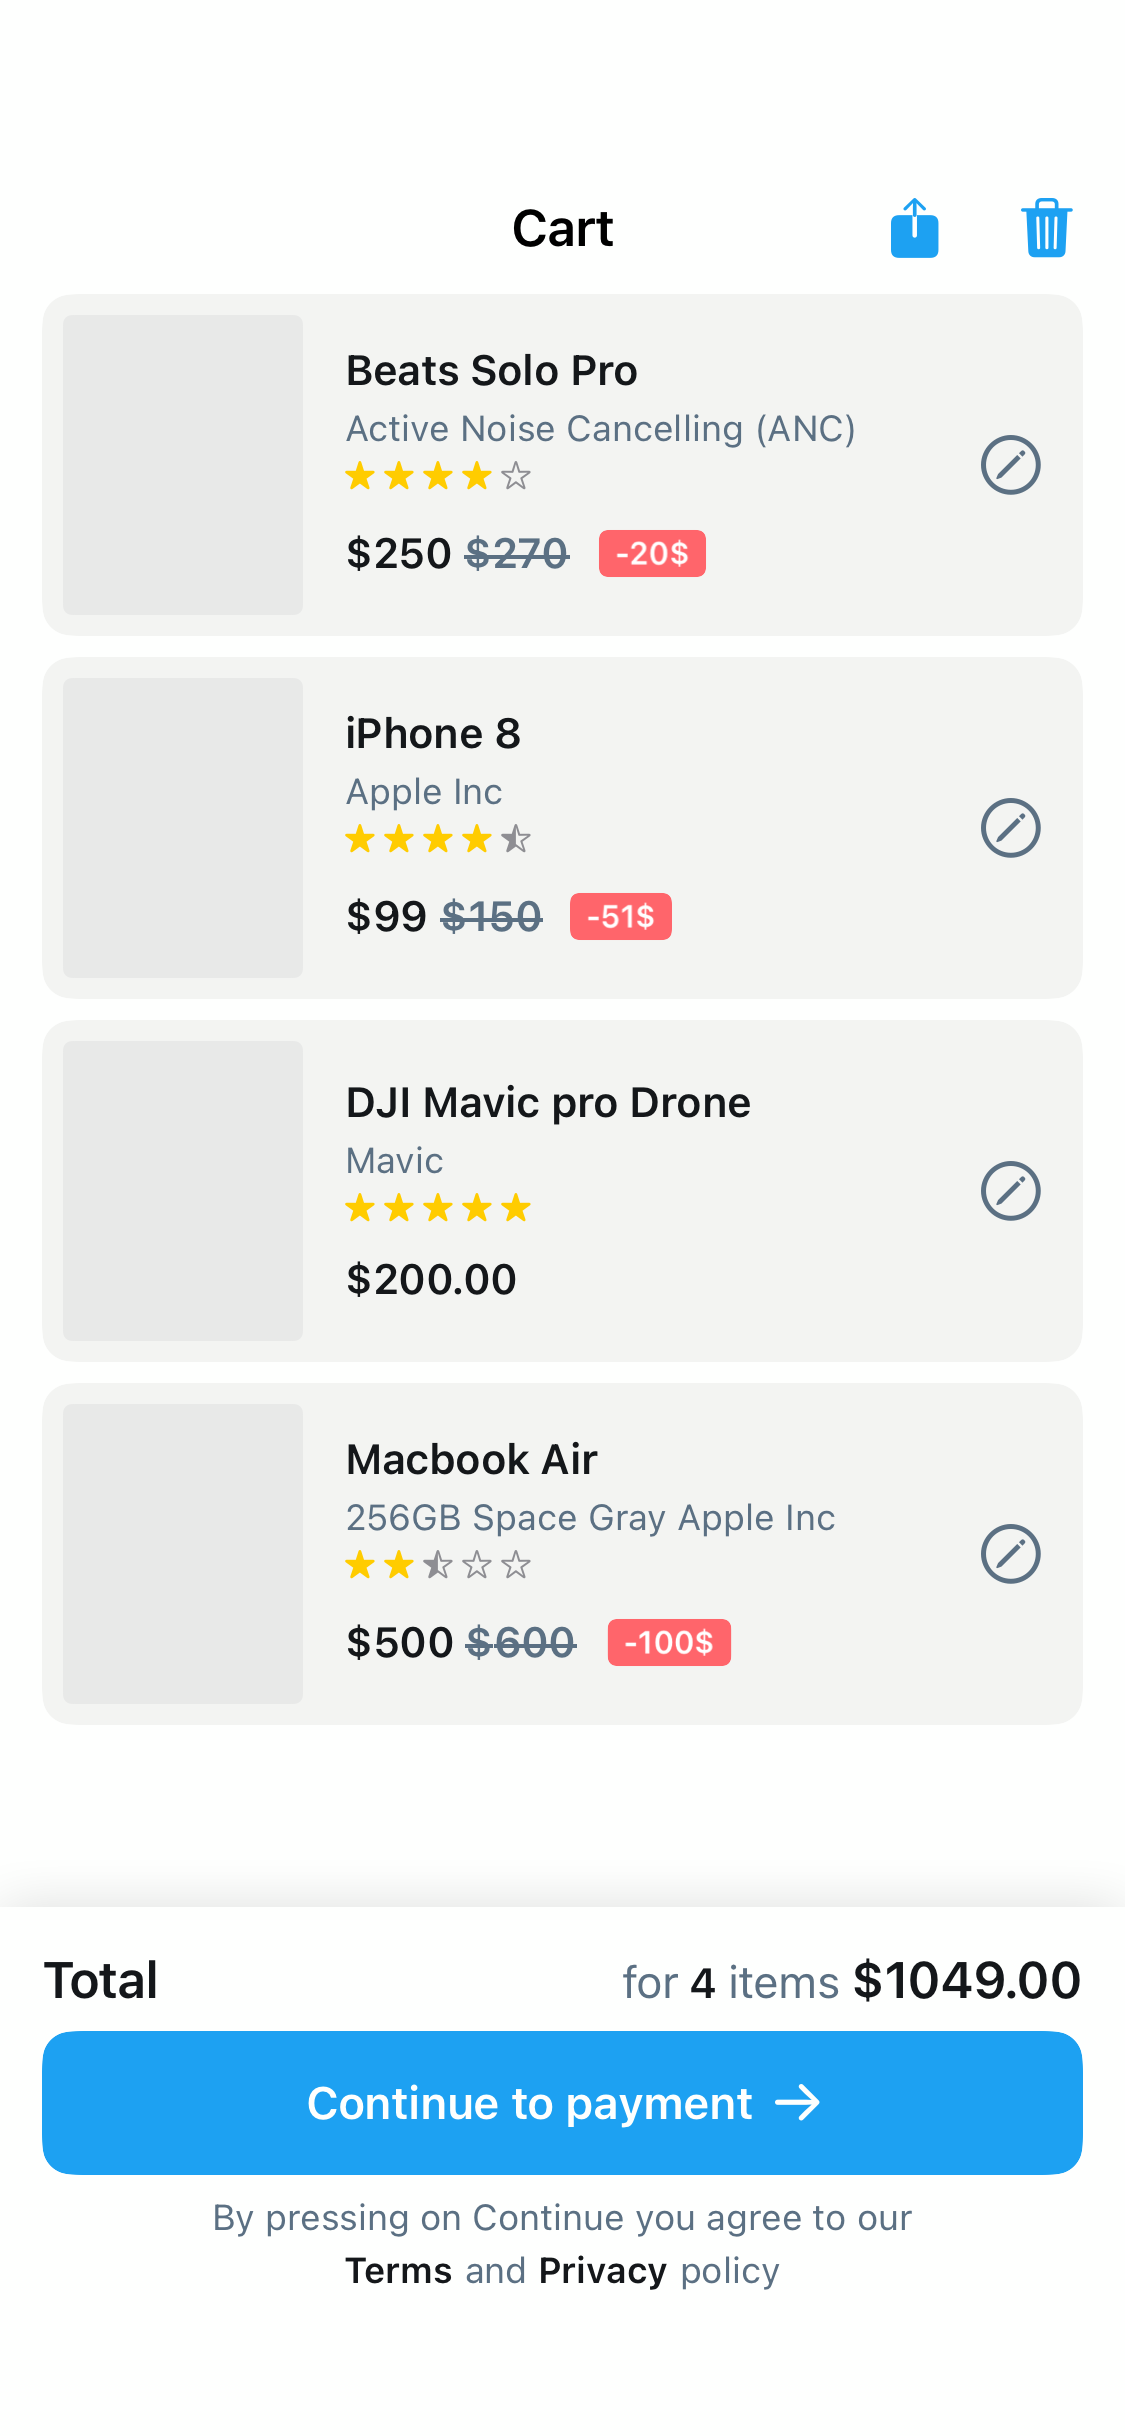 Cart
Beats Solo Pro
Active Noise Cancelling (ANC)
$250 $270 -20$
iPhone 8
Apple Inc
$99 $150 -51$
DJI Mavic pro Drone
Mavic
$200.00
Macbook Air
256GB Space Gray Apple Inc
$500 $600 -100$
Total for 4 items $1049.00
Continue to payment →
By pressing on Continue you agree to our
Terms and Privacy policy